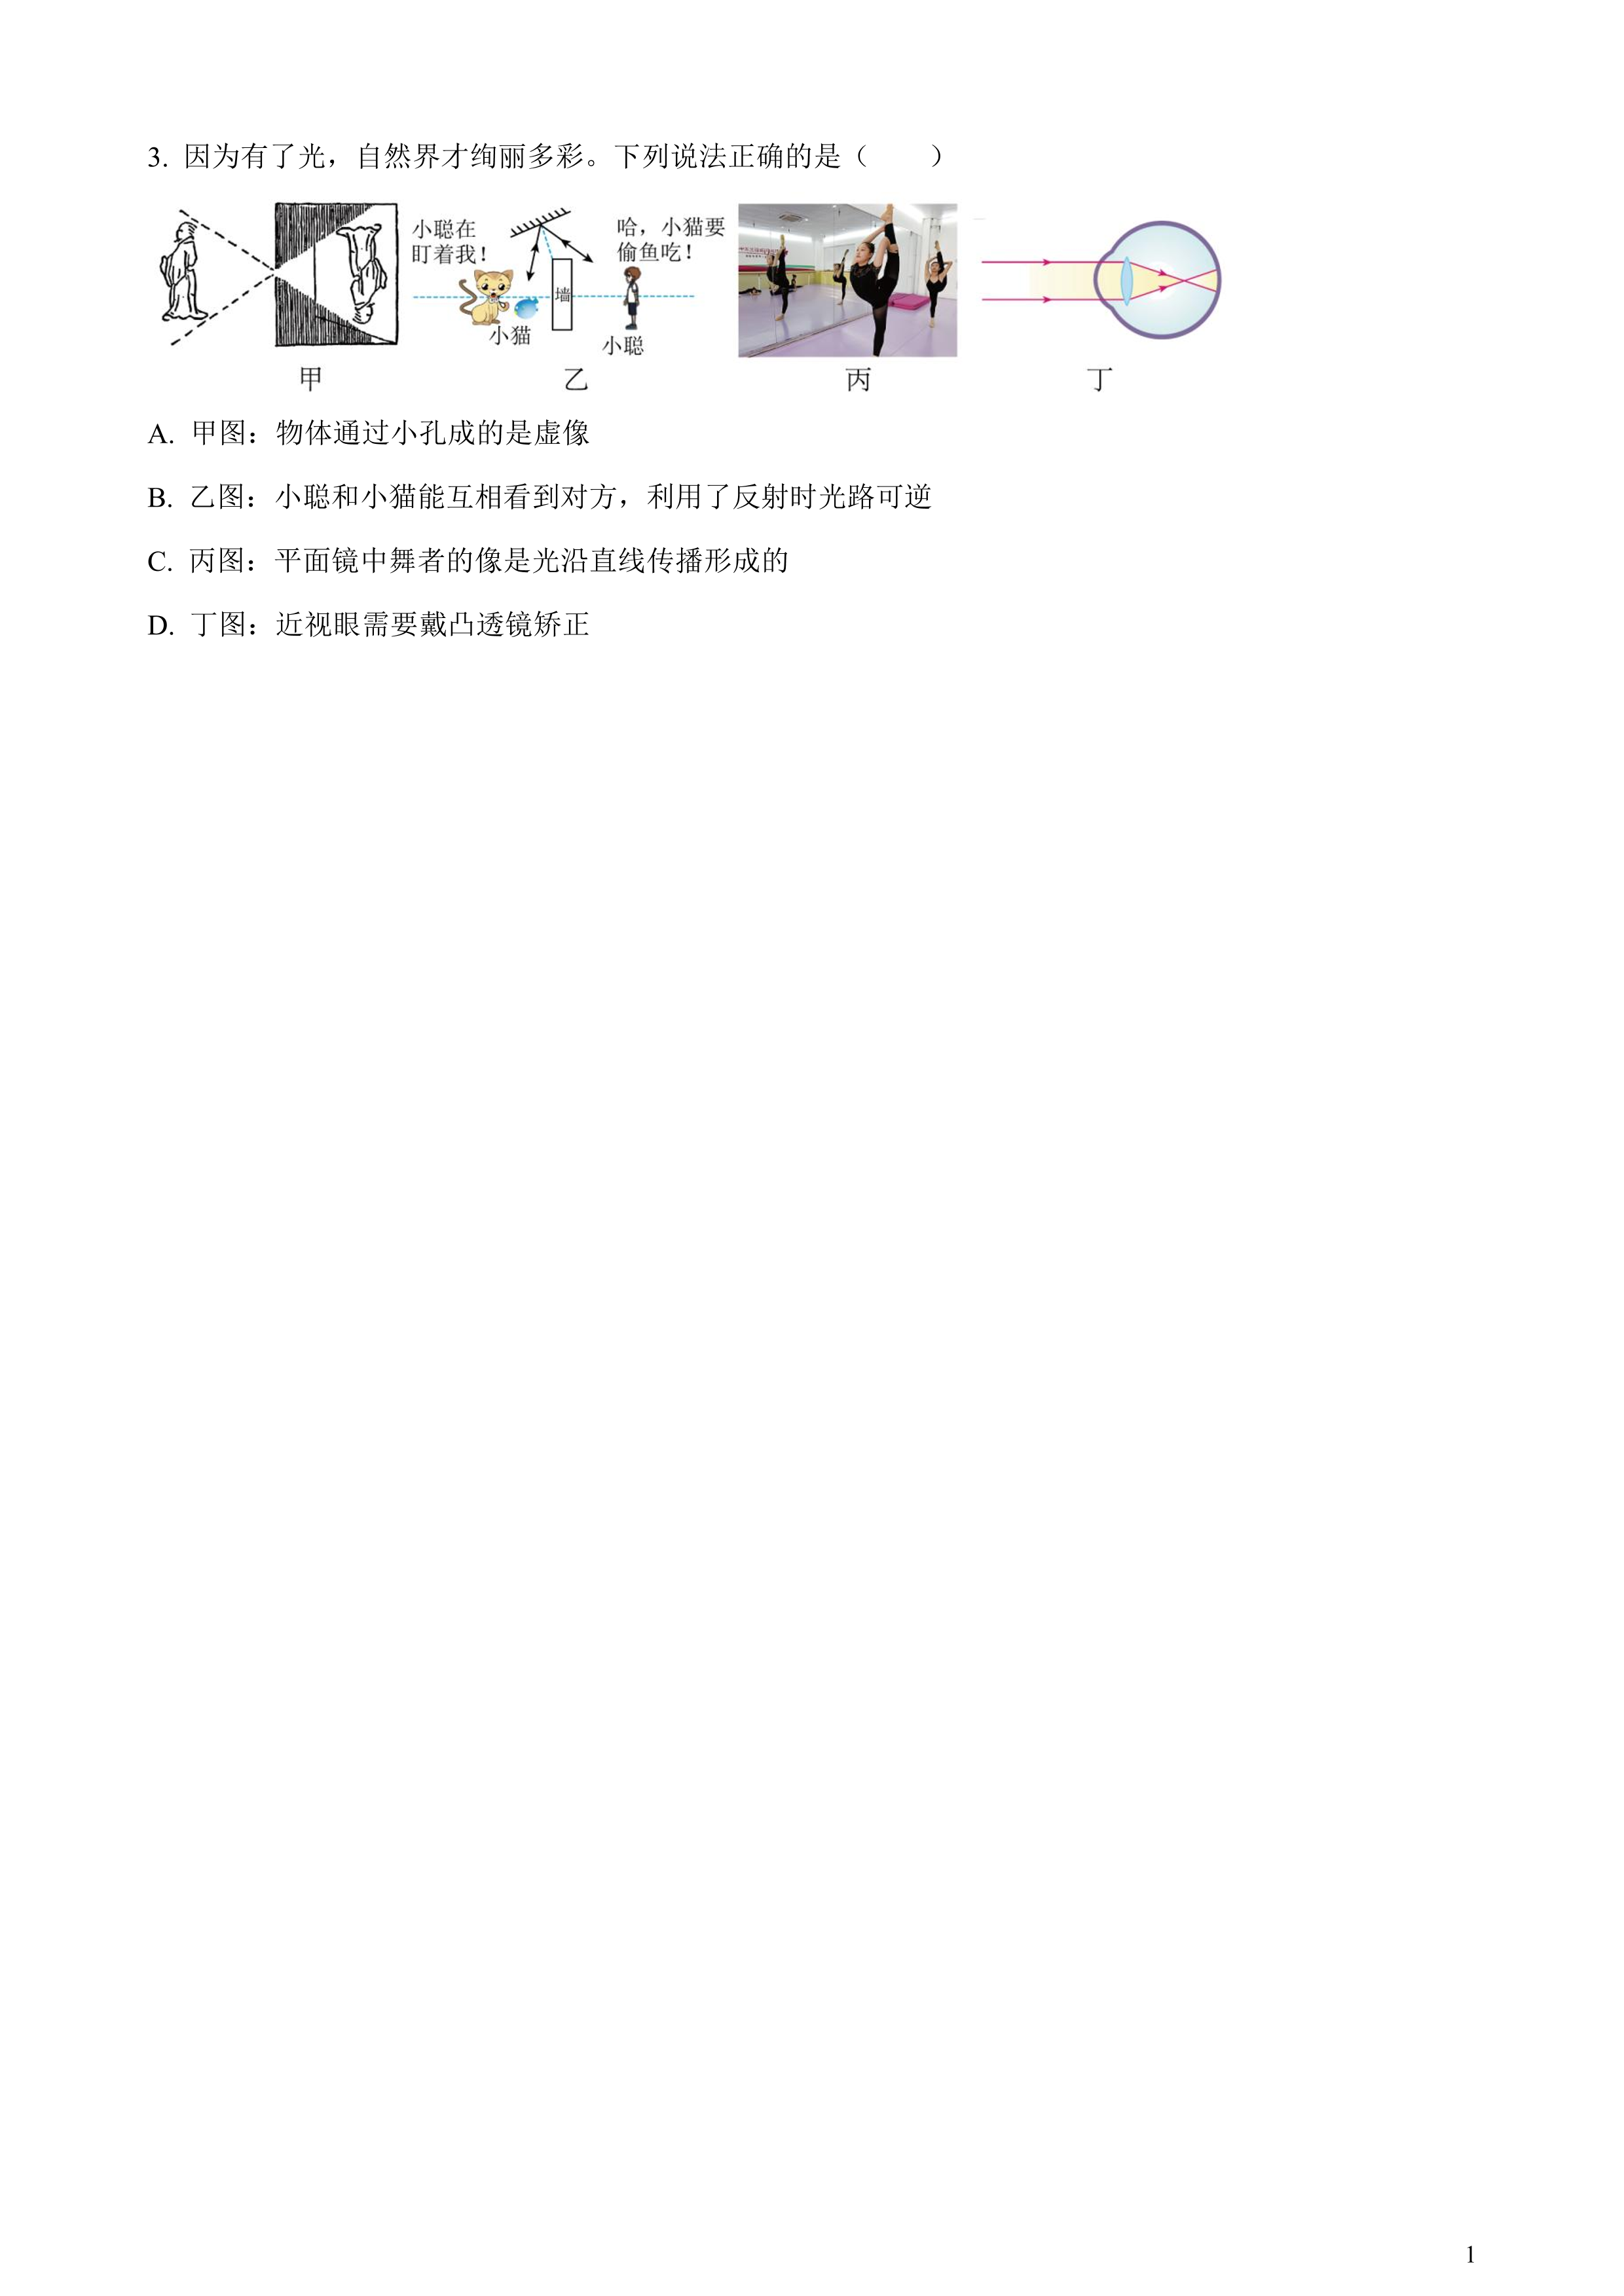 3. 因为有了光，自然界才绚丽多彩。下列说法正确的是（　　）
小聪在
盯着我！
哈，小猫要
偷鱼吃！
墙
小猫
小聪
甲
乙
丙
丁
A. 甲图：物体通过小孔成的是虚像
B. 乙图：小聪和小猫能互相看到对方，利用了反射时光路可逆
C. 丙图：平面镜中舞者的像是光沿直线传播形成的
D. 丁图：近视眼需要戴凸透镜矫正
1